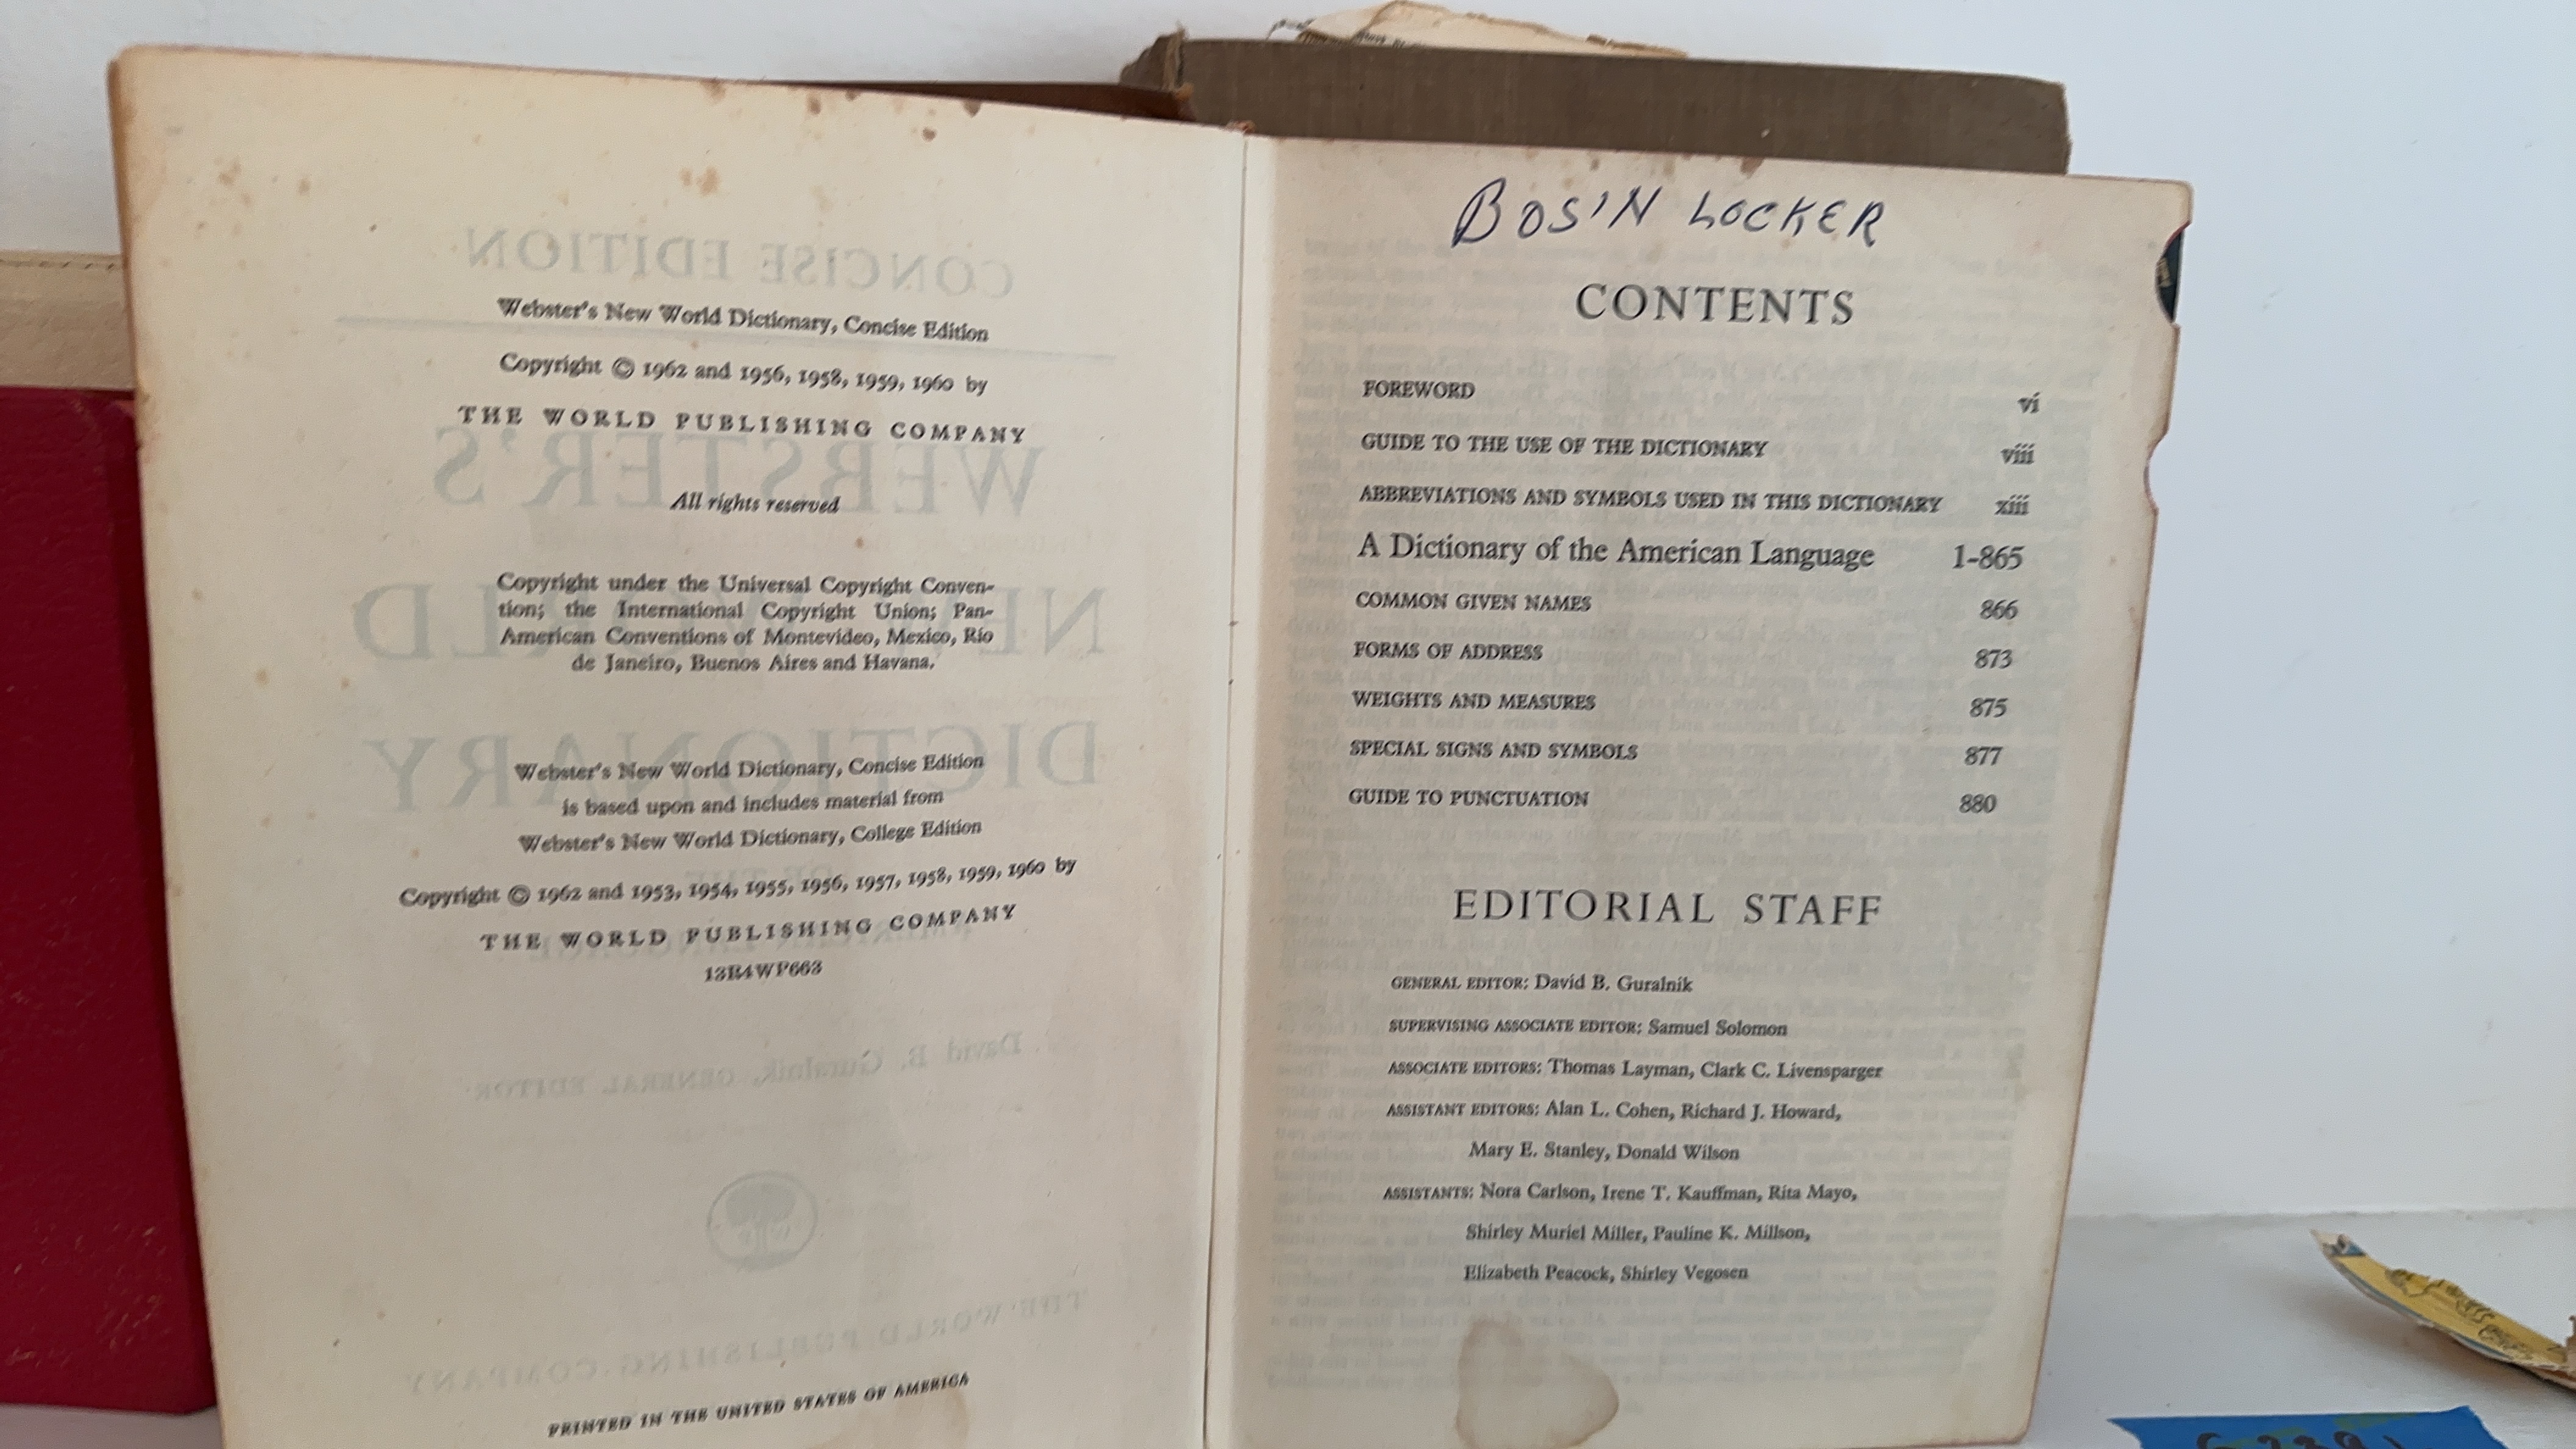 Webster's New World Dictionary, Concise Edition
Copyright © 1962 and 1956, 1958, 1959, 1960 by
THE WORLD PUBLISHING COMPANY
All rights reserved
Copyright under the Universal Copyright Conven-
tion; the International Copyright Union; Pan-
American Conventions of Montevideo, Mexico, Rio
de Janeiro, Buenos Aires and Havana.
Webster's New World Dictionary, Concise Edition
is based upon and includes material from
Webster's New World Dictionary, College Edition
Copyright © 1962 and 1953, 1954, 1955, 1956, 1957, 1958, 1959, 1960 by
THE WORLD PUBLISHING COMPANY
PRINTED IN THE UNITED STATES OF AMERICA
BOS'N LOCKER
CONTENTS
FOREWORD vi
GUIDE TO THE USE OF THE DICTIONARY viii
ABBREVIATIONS AND SYMBOLS USED IN THIS DICTIONARY xiii
A Dictionary of the American Language 1-865
COMMON GIVEN NAMES 866
FORMS OF ADDRESS 873
WEIGHTS AND MEASURES 875
SPECIAL SIGNS AND SYMBOLS 877
GUIDE TO PUNCTUATION 880
EDITORIAL STAFF
GENERAL EDITOR: David B. Guralnik
SUPERVISING ASSOCIATE EDITOR: Samuel Solomon
ASSOCIATE EDITORS: Thomas Layman, Clark C. Livensparger
ASSISTANT EDITORS: Alan L. Cohen, Richard J. Howard,
Mary E. Stanley, Donald Wilson
ASSISTANTS: Nora Carlson, Irene T. Kauffman, Rita Mayo,
Shirley Muriel Miller, Pauline K. Millson,
Elizabeth Peacock, Shirley Vegosen